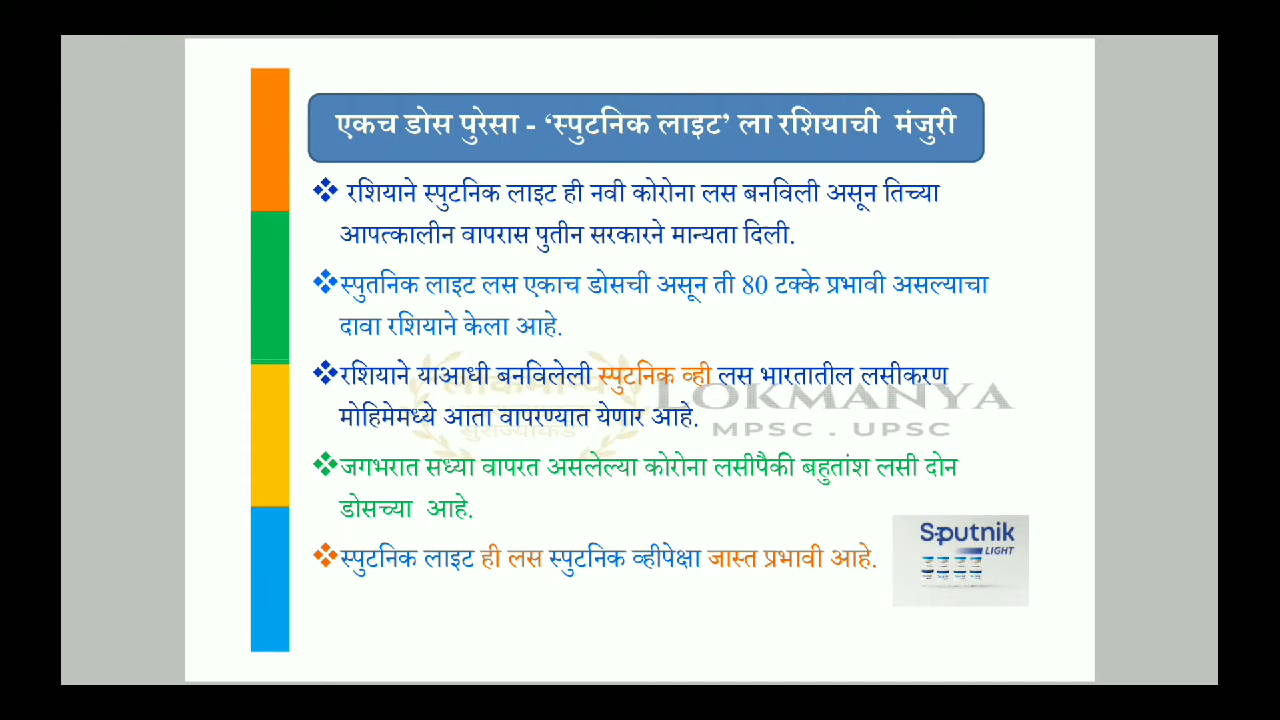 एकच डोस पुरेसा - ‘स्पुटनिक लाइट’ ला रशियाची मंजुरी
❖ रशियाने स्पुटनिक लाइट ही नवी कोरोना लस बनविली असून तिच्या
आपत्कालीन वापरास पुतीन सरकारने मान्यता दिली.
❖स्पुतनिक लाइट लस एकाच डोसची असून ती 80 टक्के प्रभावी असल्याचा
दावा रशियाने केला आहे.
❖रशियाने याआधी बनविलेली स्पुटनिक व्ही लस भारतातील लसीकरण
मोहिमेमध्ये आता वापरण्यात येणार आहे.
लोकमान्य
सुराज्याकडे
LOKMANYA
MPSC . UPSC
❖जगभरात सध्या वापरत असलेल्या कोरोना लसीपैकी बहुतांश लसी दोन
डोसच्या आहे.
❖स्पुटनिक लाइट ही लस स्पुटनिक व्हीपेक्षा जास्त प्रभावी आहे.
Sputnik
LIGHT